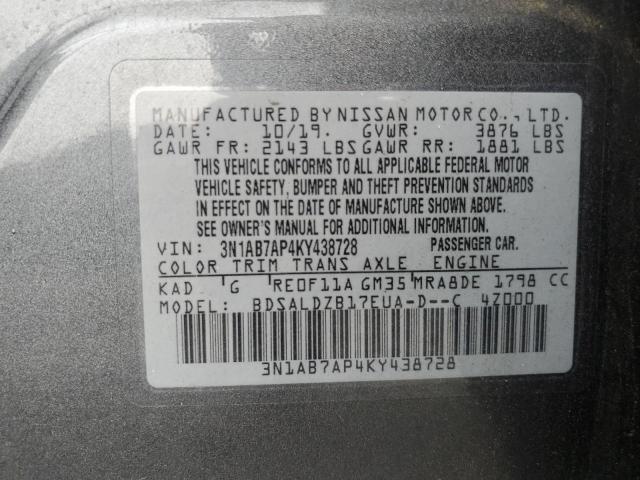 MANUFACTURED BY NISSAN MOTOR CO., LTD.
DATE: 10/19. GVWR: 3876 LBS
GAWR FR: 2143 LBS GAWR RR: 1881 LBS
THIS VEHICLE CONFORMS TO ALL APPLICABLE FEDERAL MOTOR
VEHICLE SAFETY, BUMPER AND THEFT PREVENTION STANDARDS
IN EFFECT ON THE DATE OF MANUFACTURE SHOWN ABOVE.
SEE OWNER'S MANUAL FOR ADDITIONAL INFORMATION.
VIN: 3N1AB7AP4KY438728 PASSENGER CAR.
COLOR TRIM TRANS AXLE ENGINE
KAD G RE0F11A GM35 MRA8DE 1798 CC
MODEL: BDSALDZB17EUA-D--C 4Z000
3N1AB7AP4KY438728